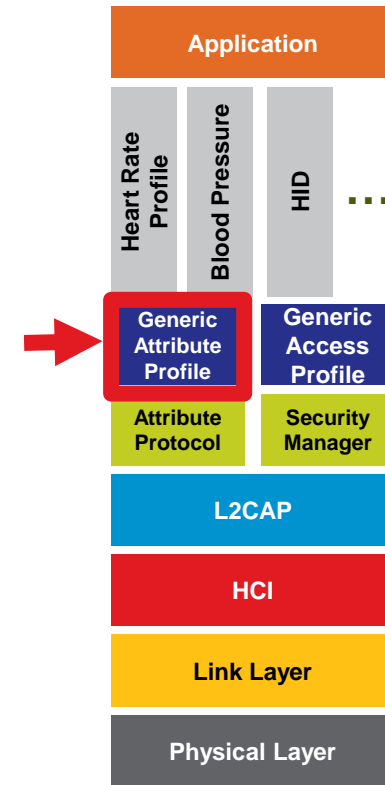 Application
Heart Rate
Profile
Blood Pressure
HID
...
Generic
Attribute
Profile
Generic
Access
Profile
Attribute
Protocol
Security
Manager
L2CAP
HCI
Link Layer
Physical Layer